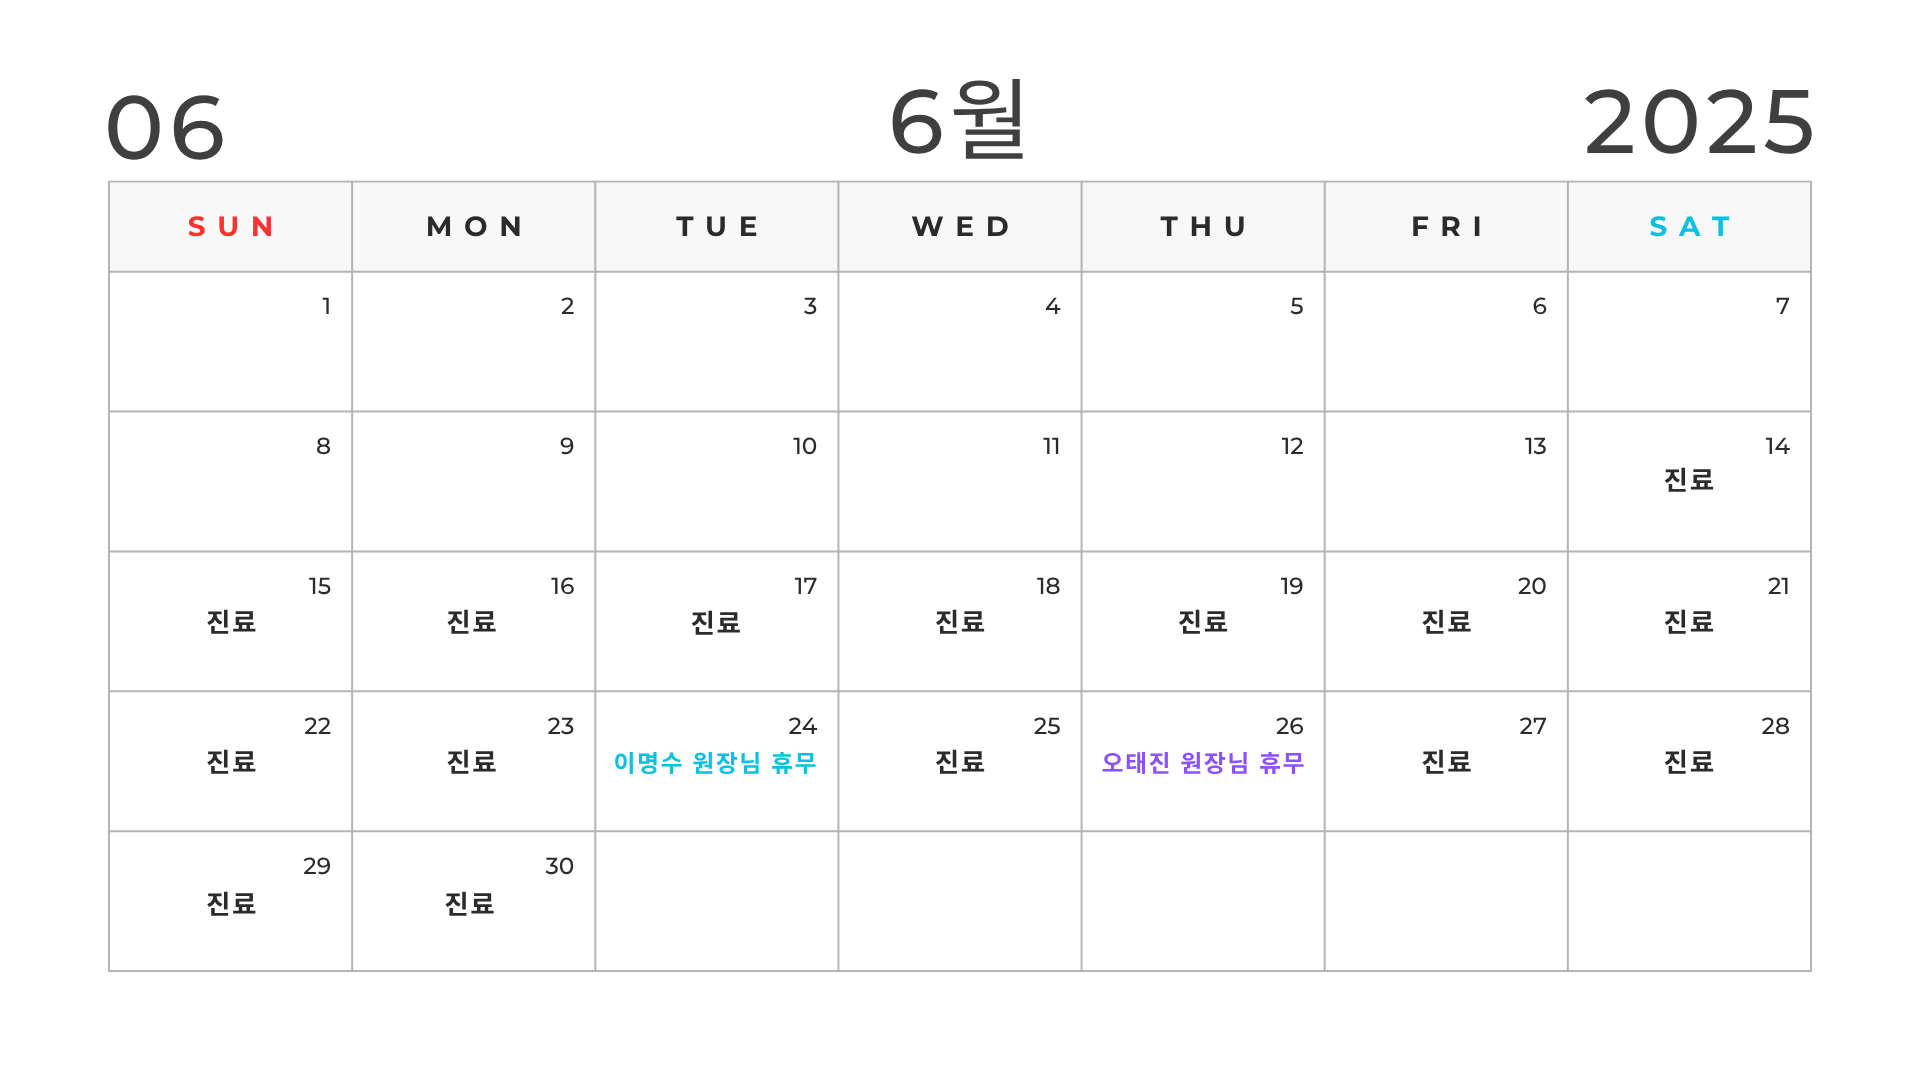 06 6월 2025
SUN MON TUE WED THU FRI SAT
1 2 3 4 5 6 7
8 9 10 11 12 13 14
진료
15 16 17 18 19 20 21
진료 진료 진료 진료 진료 진료 진료
22 23 24 25 26 27 28
진료 진료 이명수 원장님 휴무 진료 오태진 원장님 휴무 진료 진료
29 30
진료 진료